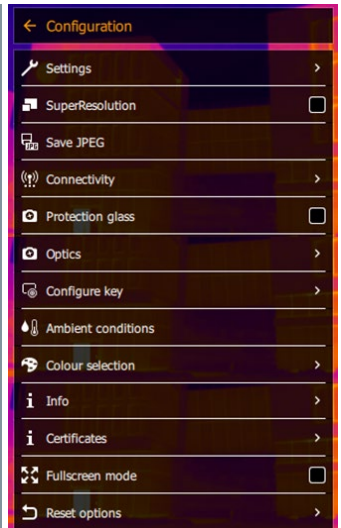 Configuration
Settings
SuperResolution
JPG Save JPEG
Connectivity
Protection glass
Optics
Configure key
Ambient conditions
Colour selection
i Info
i Certificates
Fullscreen mode
Reset options